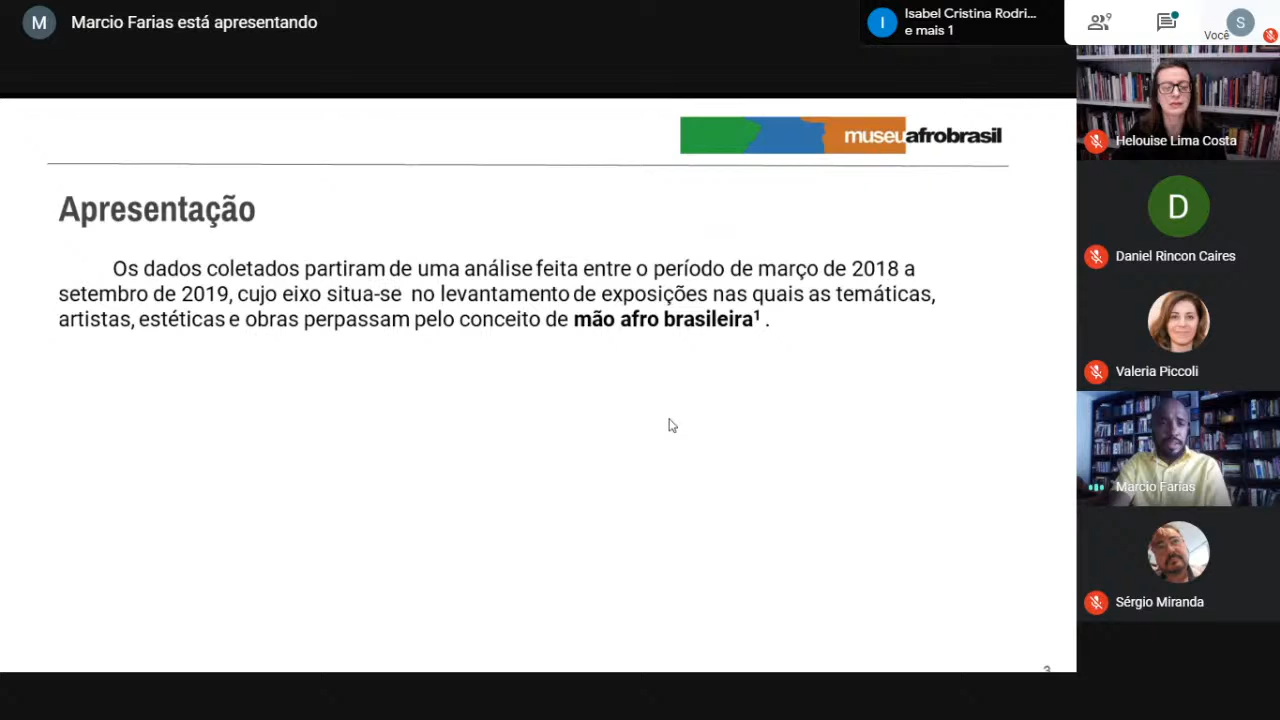 M
Marcio Farias está apresentando
I
Isabel Cristina Rodri...
e mais 1
9
S
Você
museuafrobrasil
Apresentação
Os dados coletados partiram de uma análise feita entre o período de março de 2018 a
setembro de 2019, cujo eixo situa-se no levantamento de exposições nas quais as temáticas,
artistas, estéticas e obras perpassam pelo conceito de mão afro brasileira¹ .
3
Helouise Lima Costa
D
Daniel Rincon Caires
Valeria Piccoli
Marcio Farias
Sérgio Miranda